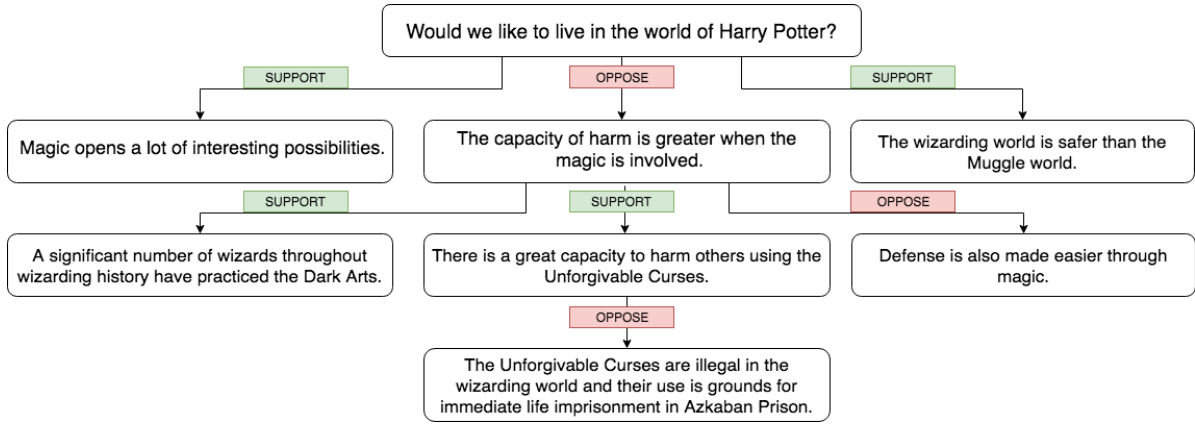 Would we like to live in the world of Harry Potter?
SUPPORT
OPPOSE
SUPPORT
Magic opens a lot of interesting possibilities.
The capacity of harm is greater when the
magic is involved.
The wizarding world is safer than the
Muggle world.
SUPPORT
SUPPORT
OPPOSE
A significant number of wizards throughout
wizarding history have practiced the Dark Arts.
There is a great capacity to harm others using the
Unforgivable Curses.
Defense is also made easier through
magic.
OPPOSE
The Unforgivable Curses are illegal in the
wizarding world and their use is grounds for
immediate life imprisonment in Azkaban Prison.